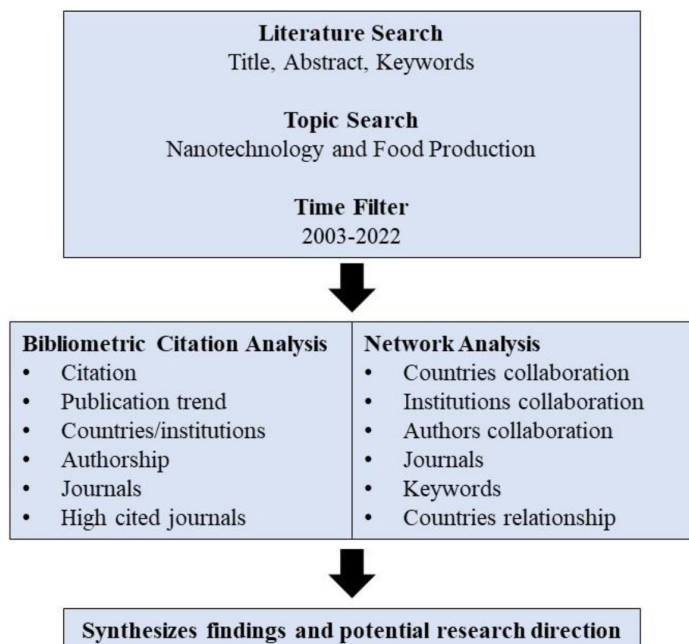 Literature Search
Title, Abstract, Keywords
Topic Search
Nanotechnology and Food Production
Time Filter
2003-2022
Bibliometric Citation Analysis
• Citation
• Publication trend
• Countries/institutions
• Authorship
• Journals
• High cited journals
Network Analysis
• Countries collaboration
• Institutions collaboration
• Authors collaboration
• Journals
• Keywords
• Countries relationship
Synthesizes findings and potential research direction